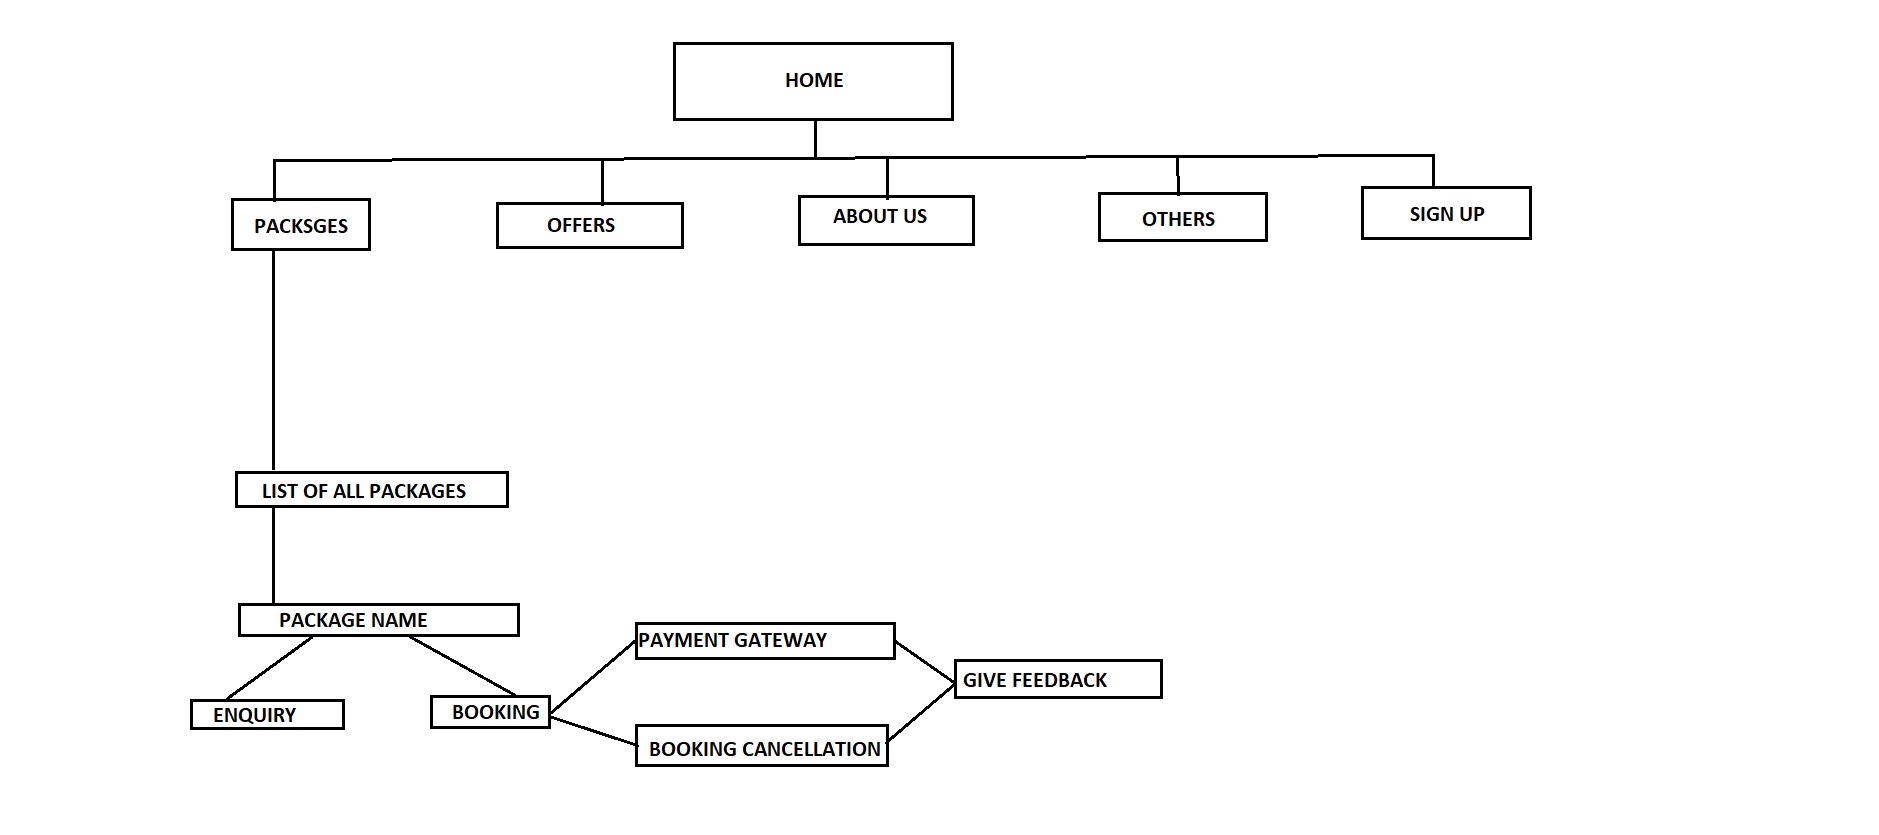 HOME
PACKSGES
OFFERS
ABOUT US
OTHERS
SIGN UP
LIST OF ALL PACKAGES
PACKAGE NAME
PAYMENT GATEWAY
GIVE FEEDBACK
ENQUIRY
BOOKING
BOOKING CANCELLATION